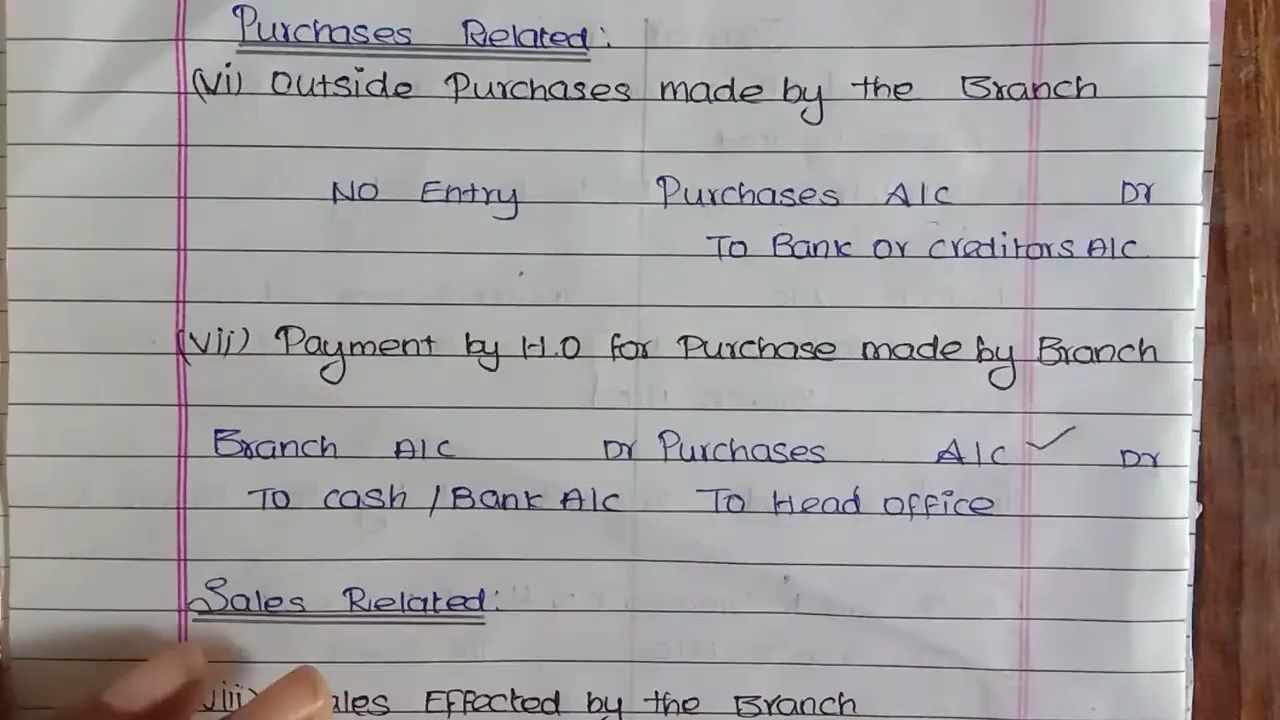 Purchases Related:
(vi) Outside Purchases made by the Branch
No Entry Purchases A/c Dr
To Bank or creditors A/c
(vii) Payment by H.O for Purchase made by Branch
Branch A/c Dr Purchases A/c ✓ Dr
To cash / Bank A/c To Head office
Sales Related:
Effected by the Branch